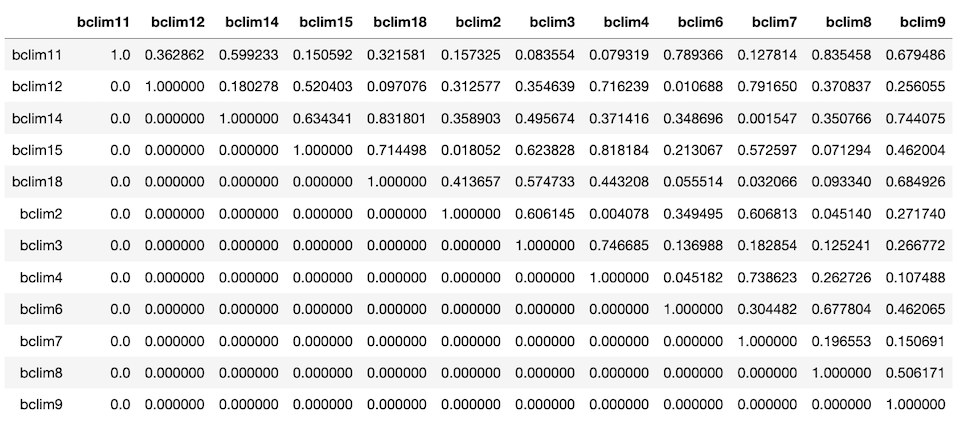 bclim11 bclim12 bclim14 bclim15 bclim18 bclim2 bclim3 bclim4 bclim6 bclim7 bclim8 bclim9
bclim11 1.0 0.362862 0.599233 0.150592 0.321581 0.157325 0.083554 0.079319 0.789366 0.127814 0.835458 0.679486
bclim12 0.0 1.000000 0.180278 0.520403 0.097076 0.312577 0.354639 0.716239 0.010688 0.791650 0.370837 0.256055
bclim14 0.0 0.000000 1.000000 0.634341 0.831801 0.358903 0.495674 0.371416 0.348696 0.001547 0.350766 0.744075
bclim15 0.0 0.000000 0.000000 1.000000 0.714498 0.018052 0.623828 0.818184 0.213067 0.572597 0.071294 0.462004
bclim18 0.0 0.000000 0.000000 0.000000 1.000000 0.413657 0.574733 0.443208 0.055514 0.032066 0.093340 0.684926
bclim2 0.0 0.000000 0.000000 0.000000 0.000000 1.000000 0.606145 0.004078 0.349495 0.606813 0.045140 0.271740
bclim3 0.0 0.000000 0.000000 0.000000 0.000000 0.000000 1.000000 0.746685 0.136988 0.182854 0.125241 0.266772
bclim4 0.0 0.000000 0.000000 0.000000 0.000000 0.000000 0.000000 1.000000 0.045182 0.738623 0.262726 0.107488
bclim6 0.0 0.000000 0.000000 0.000000 0.000000 0.000000 0.000000 0.000000 1.000000 0.304482 0.677804 0.462065
bclim7 0.0 0.000000 0.000000 0.000000 0.000000 0.000000 0.000000 0.000000 0.000000 1.000000 0.196553 0.150691
bclim8 0.0 0.000000 0.000000 0.000000 0.000000 0.000000 0.000000 0.000000 0.000000 0.000000 1.000000 0.506171
bclim9 0.0 0.000000 0.000000 0.000000 0.000000 0.000000 0.000000 0.000000 0.000000 0.000000 0.000000 1.000000